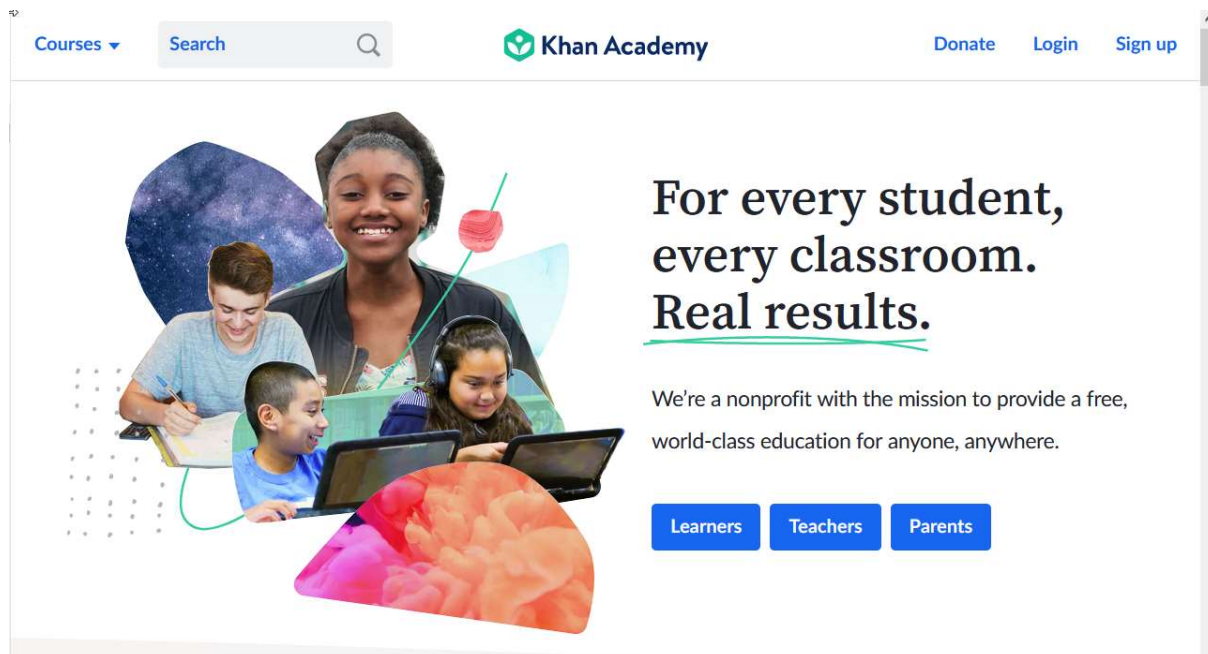 Courses
Search
Khan Academy
Donate
Login
Sign up
For every student,
every classroom.
Real results.
We’re a nonprofit with the mission to provide a free,
world-class education for anyone, anywhere.
Learners
Teachers
Parents